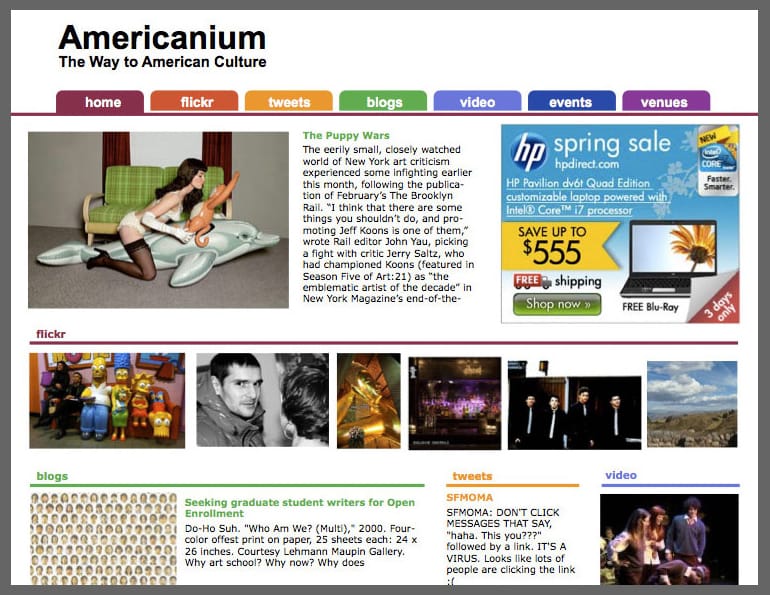 Americanium
The Way to American Culture
home
flickr
tweets
blogs
video
events
venues
The Puppy Wars
The eerily small, closely watched
world of New York art criticism
experienced some infighting earlier
this month, following the publica-
tion of February's The Brooklyn
Rail. "I think that there are some
things you shouldn't do, and pro-
moting Jeff Koons is one of them,"
wrote Rail editor John Yau, picking
a fight with critic Jerry Saltz, who
had championed Koons (featured in
Season Five of Art:21) as "the
emblematic artist of the decade" in
New York Magazine's end-of-the-
hp
spring sale
hpdirect.com
HP Pavilion dv6t Quad Edition
customizable laptop powered with
Intel® Core™ i7 processor
NEW
intel
CORE
Faster.
Smarter.
SAVE UP TO
$555
FREE shipping
Shop now »
FREE Blu-Ray
3 days
only
flickr
blogs
Seeking graduate student writers for Open
Enrollment
Do-Ho Suh. "Who Am We? (Multi)," 2000. Four-
color offest print on paper, 25 sheets each: 24 x
26 inches. Courtesy Lehmann Maupin Gallery.
Why art school? Why now? Why does
tweets
SFMOMA
SFMOMA: DON'T CLICK
MESSAGES THAT SAY,
"haha. This you???"
followed by a link. IT'S A
VIRUS. Looks like lots of
people are clicking the link
:(
video